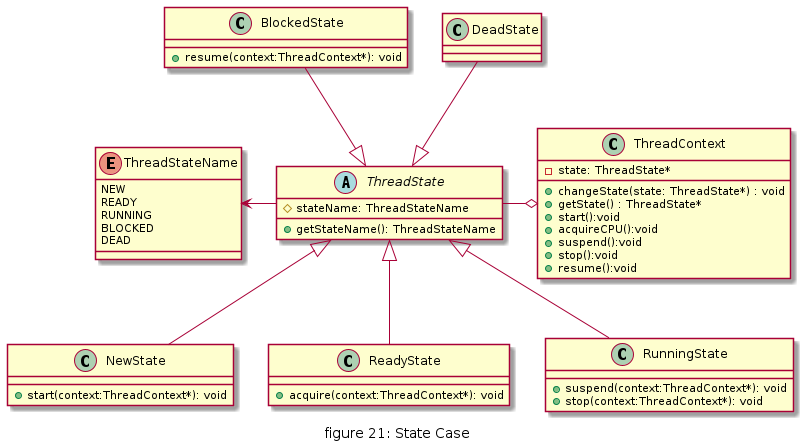 C BlockedState
resume(context:ThreadContext*): void
C DeadState
E ThreadStateName
NEW
READY
RUNNING
BLOCKED
DEAD
A ThreadState
stateName: ThreadStateName
getStateName(): ThreadStateName
C ThreadContext
state: ThreadState*
changeState(state: ThreadState*) : void
getState() : ThreadState*
start():void
acquireCPU():void
suspend():void
stop():void
resume():void
C NewState
start(context:ThreadContext*): void
C ReadyState
acquire(context:ThreadContext*): void
C RunningState
suspend(context:ThreadContext*): void
stop(context:ThreadContext*): void
figure 21: State Case